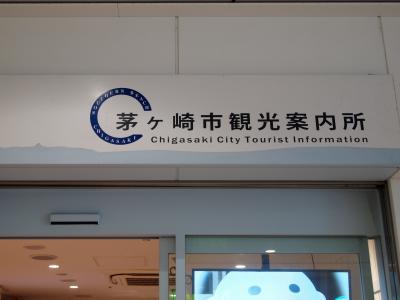 SOUTHERN BEACH
CHIGASAKI
茅ヶ崎市観光案内所
Chigasaki City Tourist Information